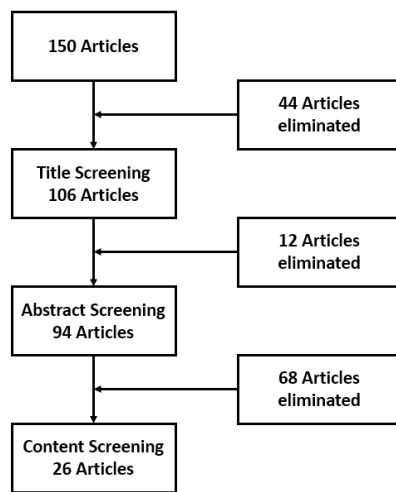 150 Articles
44 Articles
eliminated
Title Screening
106 Articles
12 Articles
eliminated
Abstract Screening
94 Articles
68 Articles
eliminated
Content Screening
26 Articles